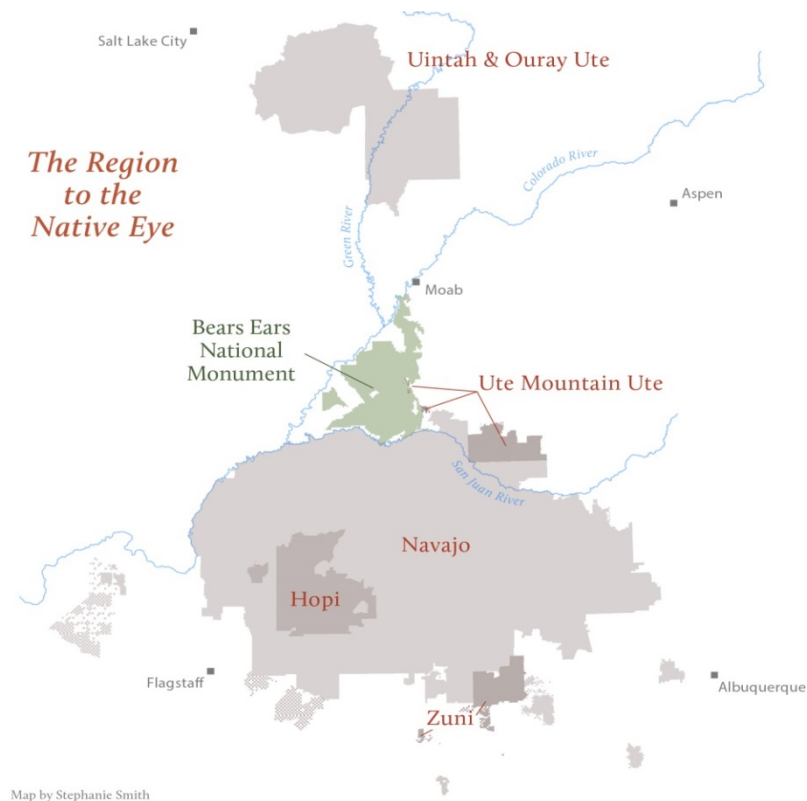 Salt Lake City
Uintah & Ouray Ute
The Region
to the
Native Eye
Colorado River
Aspen
Green River
Moab
Bears Ears
National
Monument
Ute Mountain Ute
San Juan River
Navajo
Hopi
Flagstaff
Albuquerque
Zuni
Map by Stephanie Smith